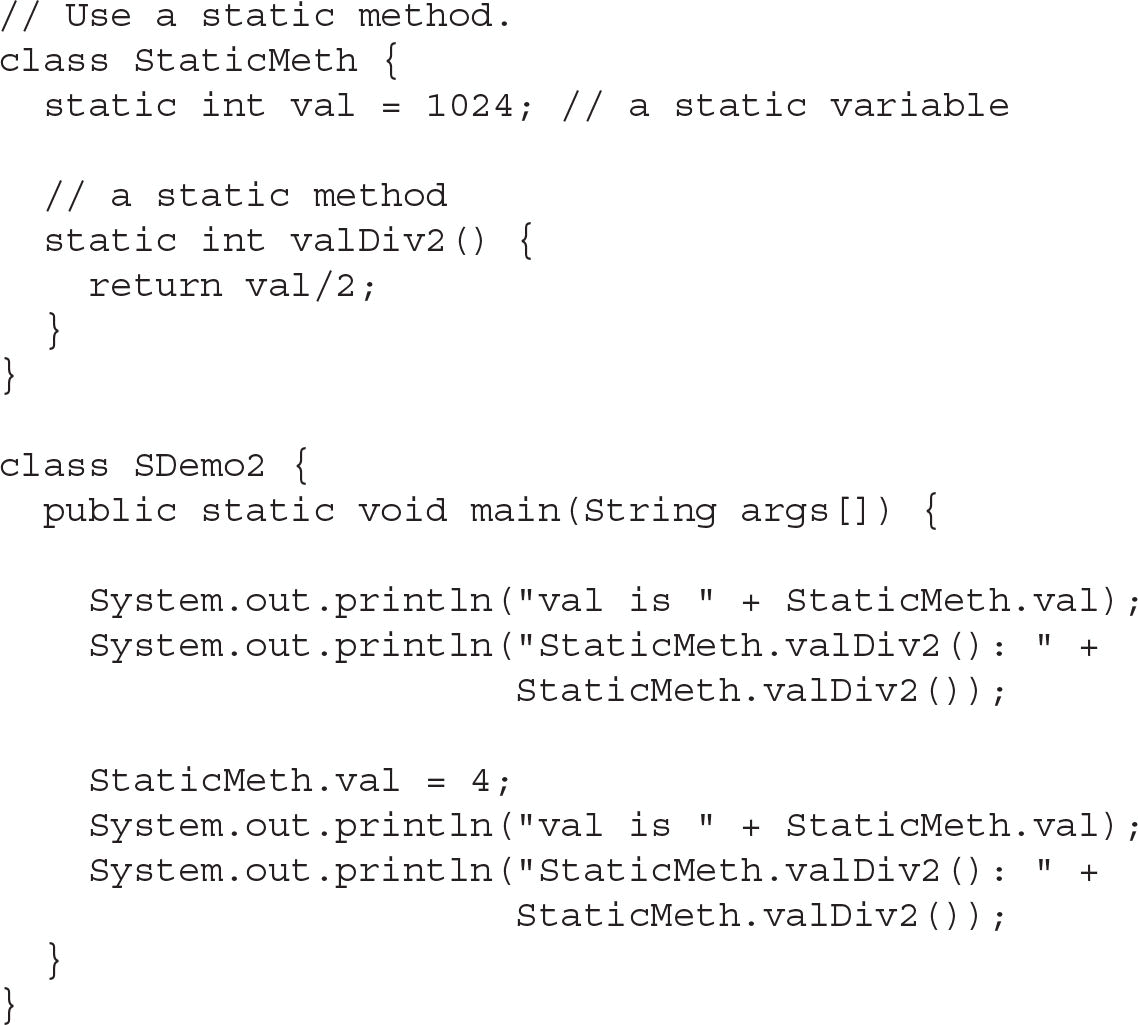 // Use a static method.
class StaticMeth {
  static int val = 1024; // a static variable

  // a static method
  static int valDiv2() {
    return val/2;
  }
}

class SDemo2 {
  public static void main(String args[]) {

    System.out.println("val is " + StaticMeth.val);
    System.out.println("StaticMeth.valDiv2(): " +
                       StaticMeth.valDiv2());

    StaticMeth.val = 4;
    System.out.println("val is " + StaticMeth.val);
    System.out.println("StaticMeth.valDiv2(): " +
                       StaticMeth.valDiv2());
  }
}